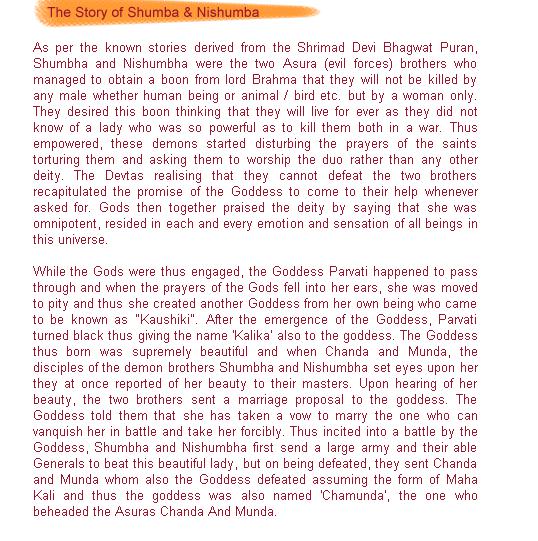 The Story of Shumba & Nishumba
As per the known stories derived from the Shrimad Devi Bhagwat Puran,
Shumbha and Nishumbha were the two Asura (evil forces) brothers who
managed to obtain a boon from lord Brahma that they will not be killed by
any male whether human being or animal / bird etc. but by a woman only.
They desired this boon thinking that they will live for ever as they did not
know of a lady who was so powerful as to kill them both in a war. Thus
empowered, these demons started disturbing the prayers of the saints
torturing them and asking them to worship the duo rather than any other
deity. The Devtas realising that they cannot defeat the two brothers
recapitulated the promise of the Goddess to come to their help whenever
asked for. Gods then together praised the deity by saying that she was
omnipotent, resided in each and every emotion and sensation of all beings in
this universe.
While the Gods were thus engaged, the Goddess Parvati happened to pass
through and when the prayers of the Gods fell into her ears, she was moved
to pity and thus she created another Goddess from her own being who came
to be known as "Kaushiki". After the emergence of the Goddess, Parvati
turned black thus giving the name 'Kalika' also to the goddess. The Goddess
thus born was supremely beautiful and when Chanda and Munda, the
disciples of the demon brothers Shumbha and Nishumbha set eyes upon her
they at once reported of her beauty to their masters. Upon hearing of her
beauty, the two brothers sent a marriage proposal to the goddess. The
Goddess told them that she has taken a vow to marry the one who can
vanquish her in battle and take her forcibly. Thus incited into a battle by the
Goddess, Shumbha and Nishumbha first send a large army and their able
Generals to beat this beautiful lady, but on being defeated, they sent Chanda
and Munda whom also the Goddess defeated assuming the form of Maha
Kali and thus the goddess was also named 'Chamunda', the one who
beheaded the Asuras Chanda And Munda.